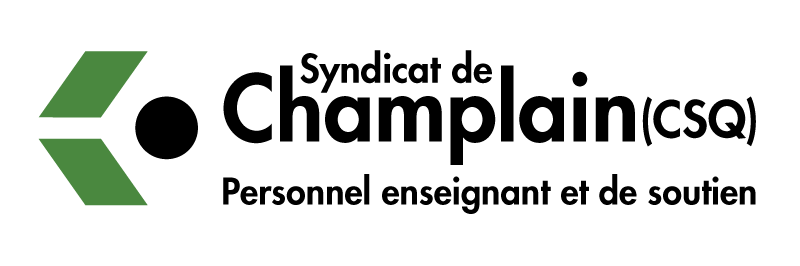 Syndicat de
Champlain (CSQ)
Personnel enseignant et de soutien